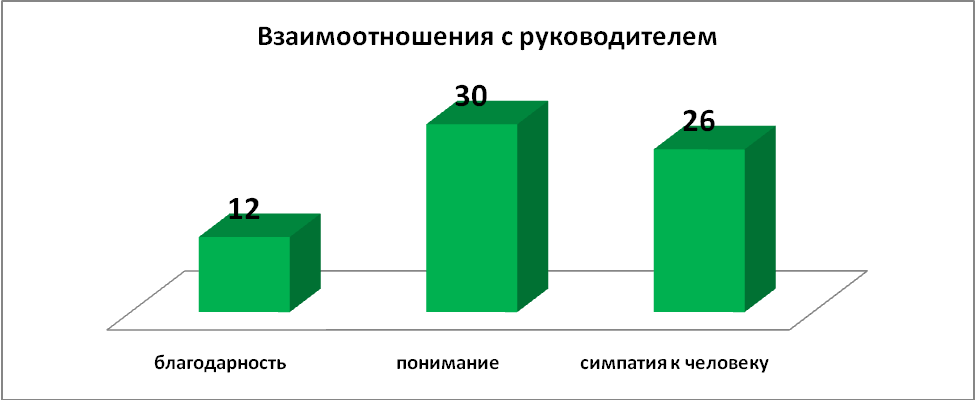 Взаимоотношения с руководителем
30
26
12
благодарность
понимание
симпатия к человеку